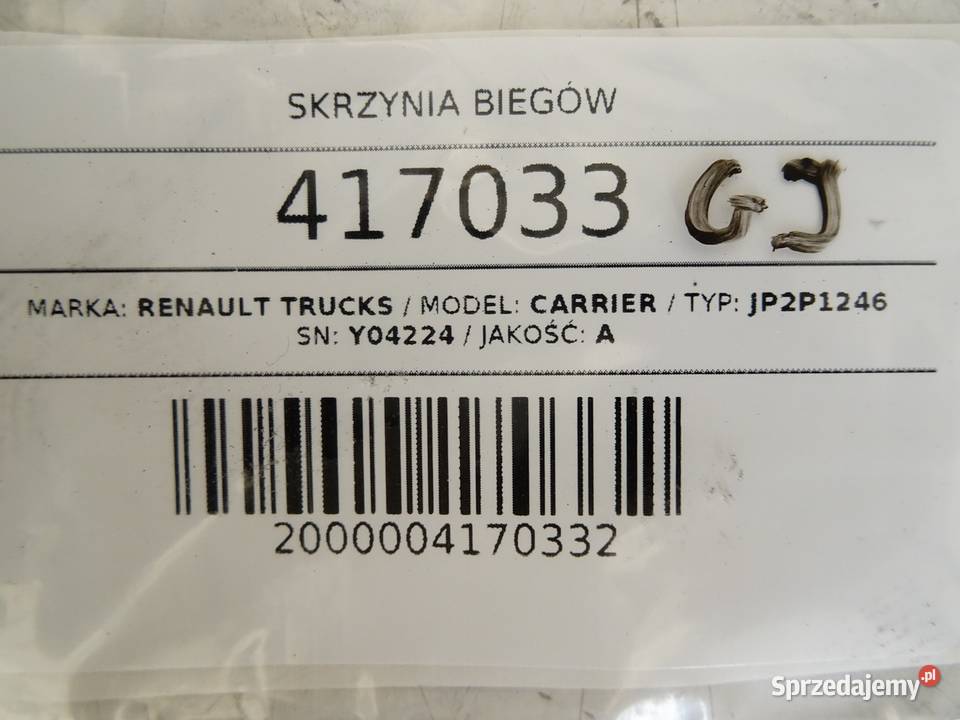 SKRZYNIA BIEGÓW
417033 GJ
MARKA: RENAULT TRUCKS / MODEL: CARRIER / TYP: JP2P1246
SN: Y04224 / JAKOŚĆ: A
2000004170332
Sprzedajemy.pl